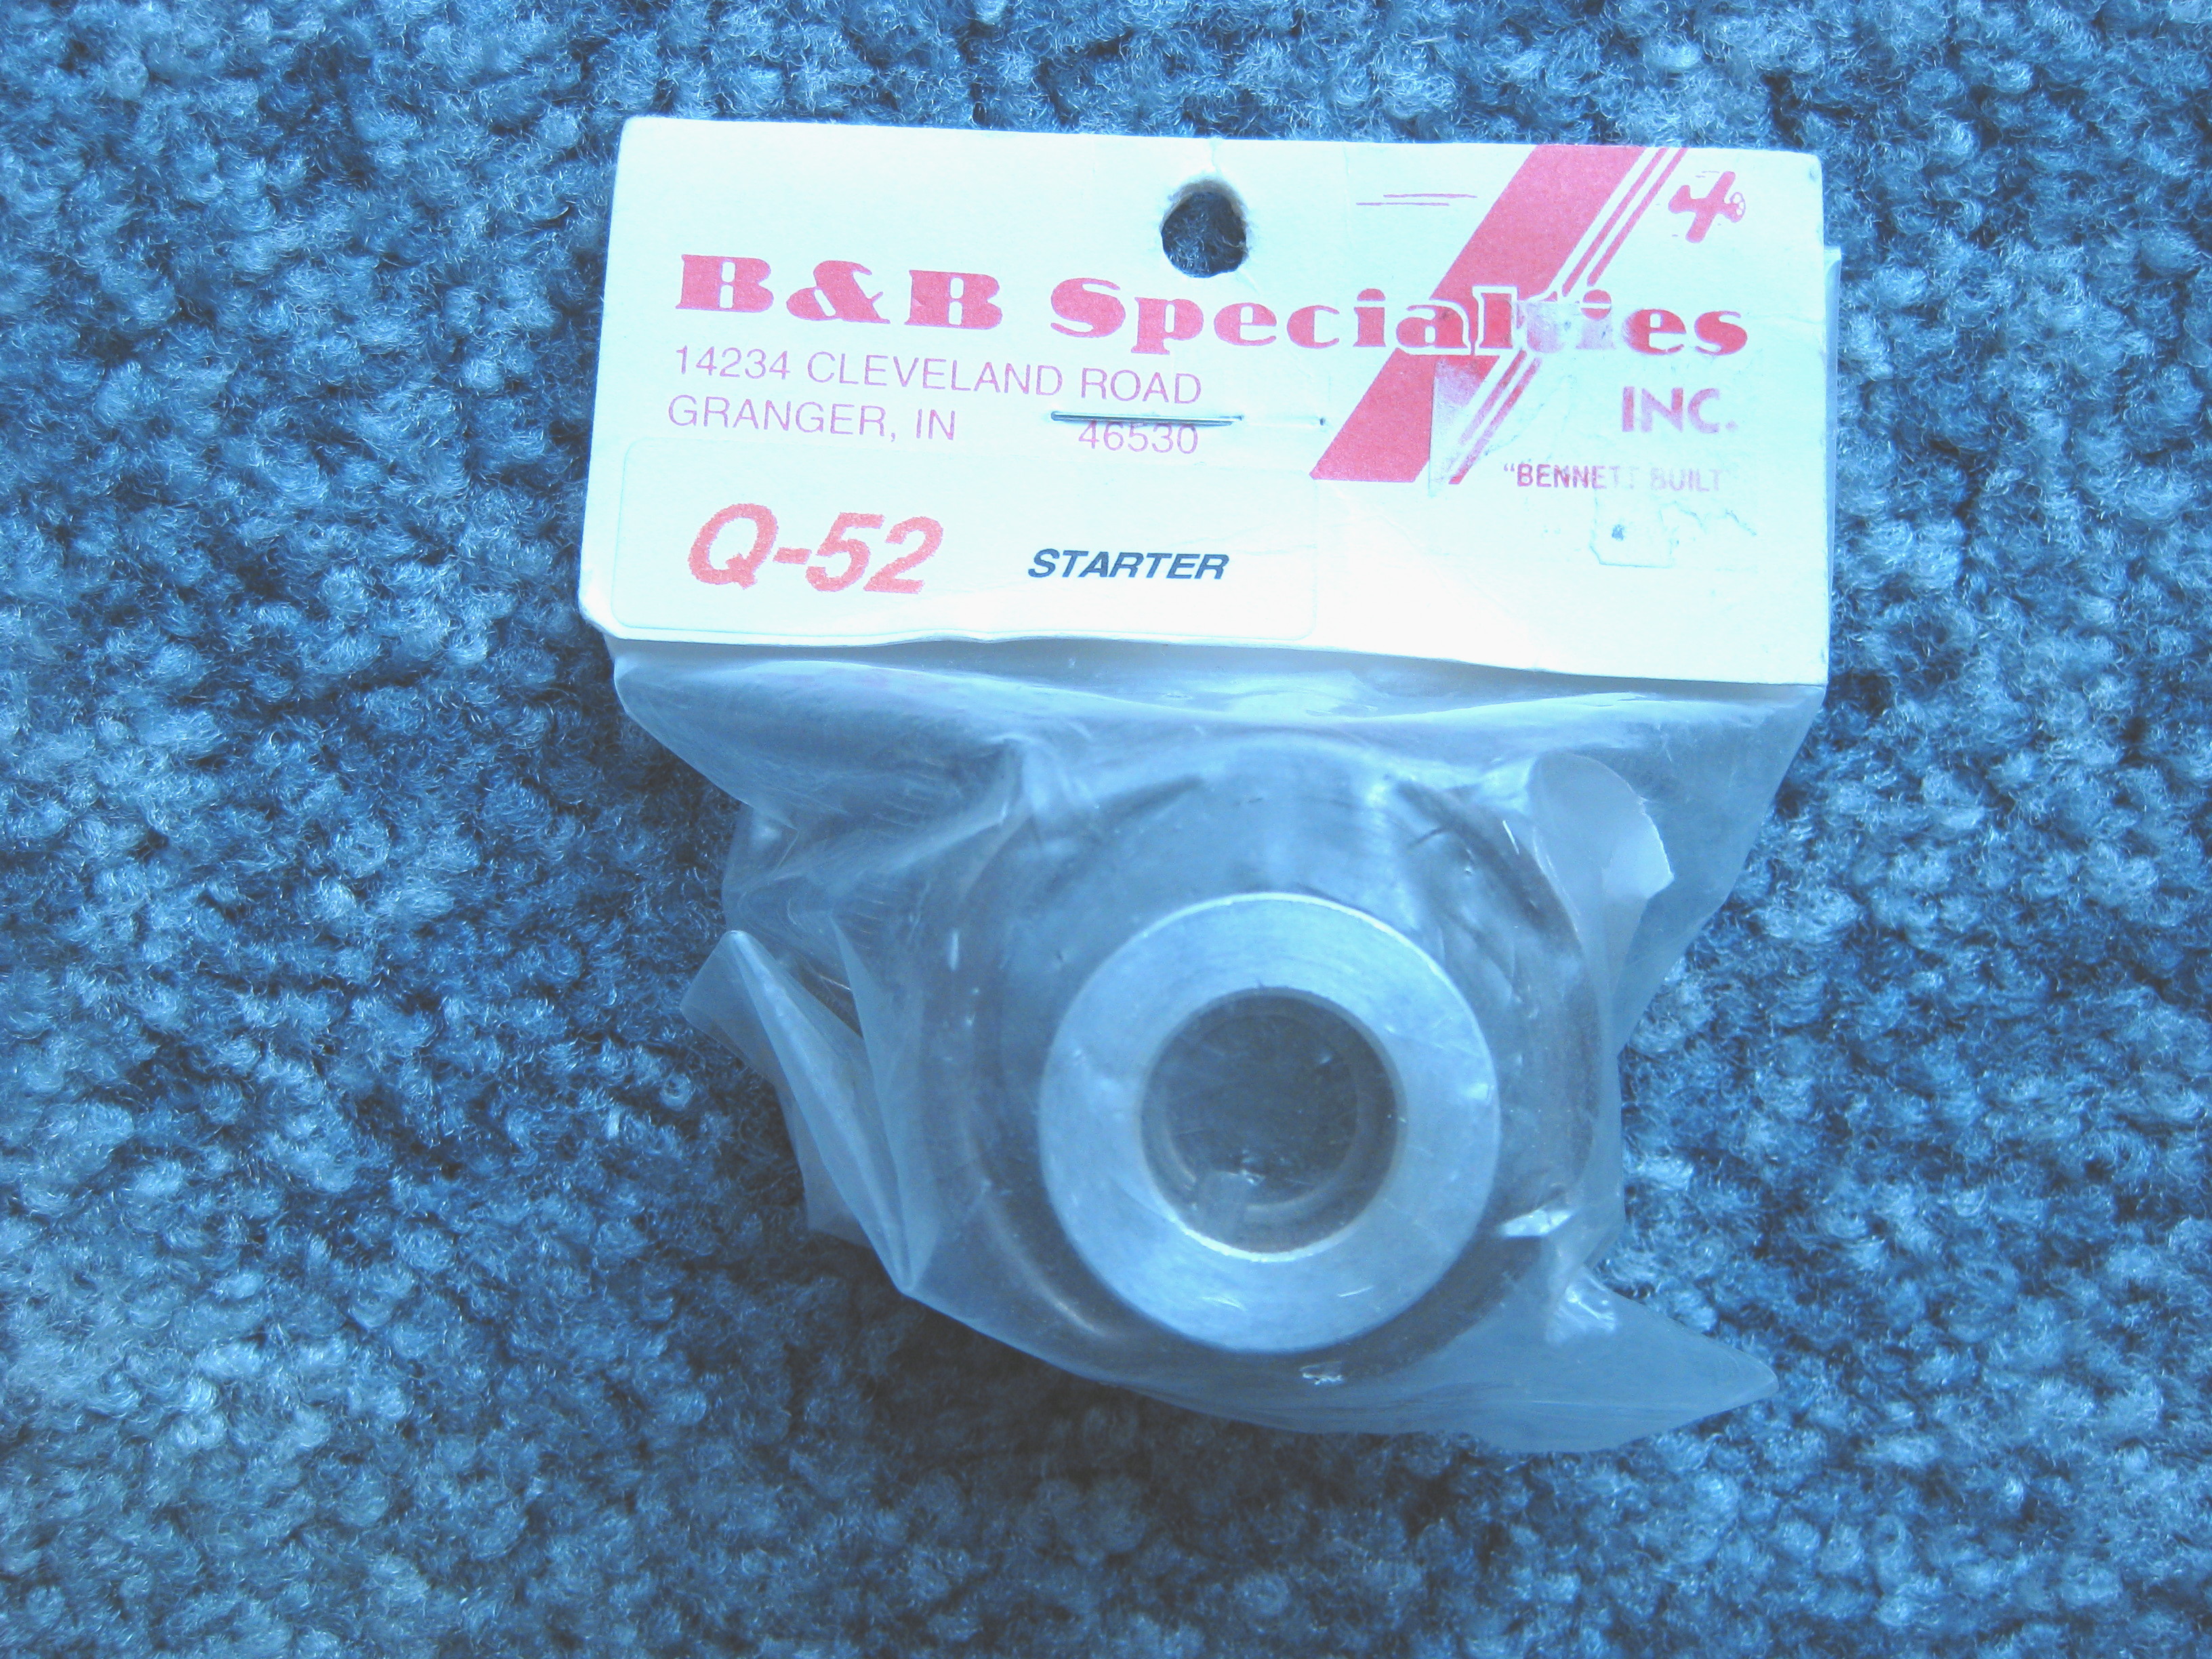 B&B Specialties
INC.
14234 CLEVELAND ROAD
GRANGER, IN 46530
"BENNETT BUILT"
Q-52 STARTER